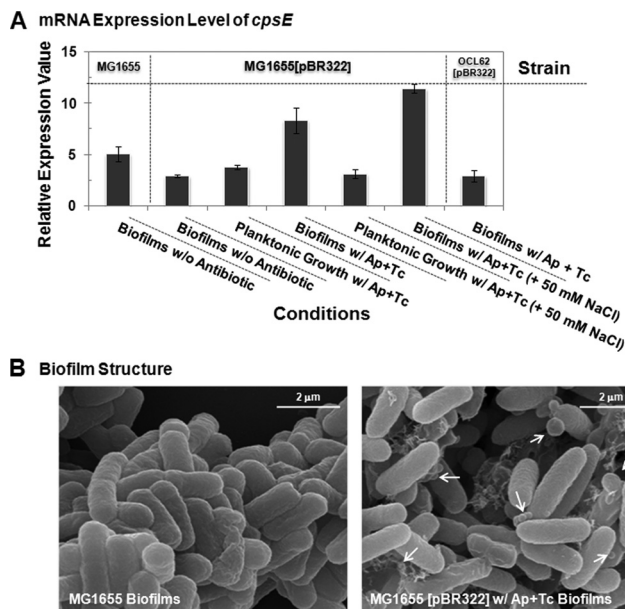 A mRNA Expression Level of cpsE
Relative Expression Value
15
10
5
0
MG1655
MG1655[pBR322]
OCL62
[pBR322]
Strain
Biofilms w/o Antibiotic
Biofilms w/o Antibiotic
Planktonic Growth w/ Ap+Tc
Biofilms w/ Ap+Tc
Planktonic Growth w/ Ap+Tc (+ 50 mM NaCl)
Biofilms w/ Ap+Tc (+ 50 mM NaCl)
Biofilms w/ Ap + Tc
Conditions
B Biofilm Structure
2 µm
MG1655 Biofilms
2 µm
MG1655 [pBR322] w/ Ap+Tc Biofilms